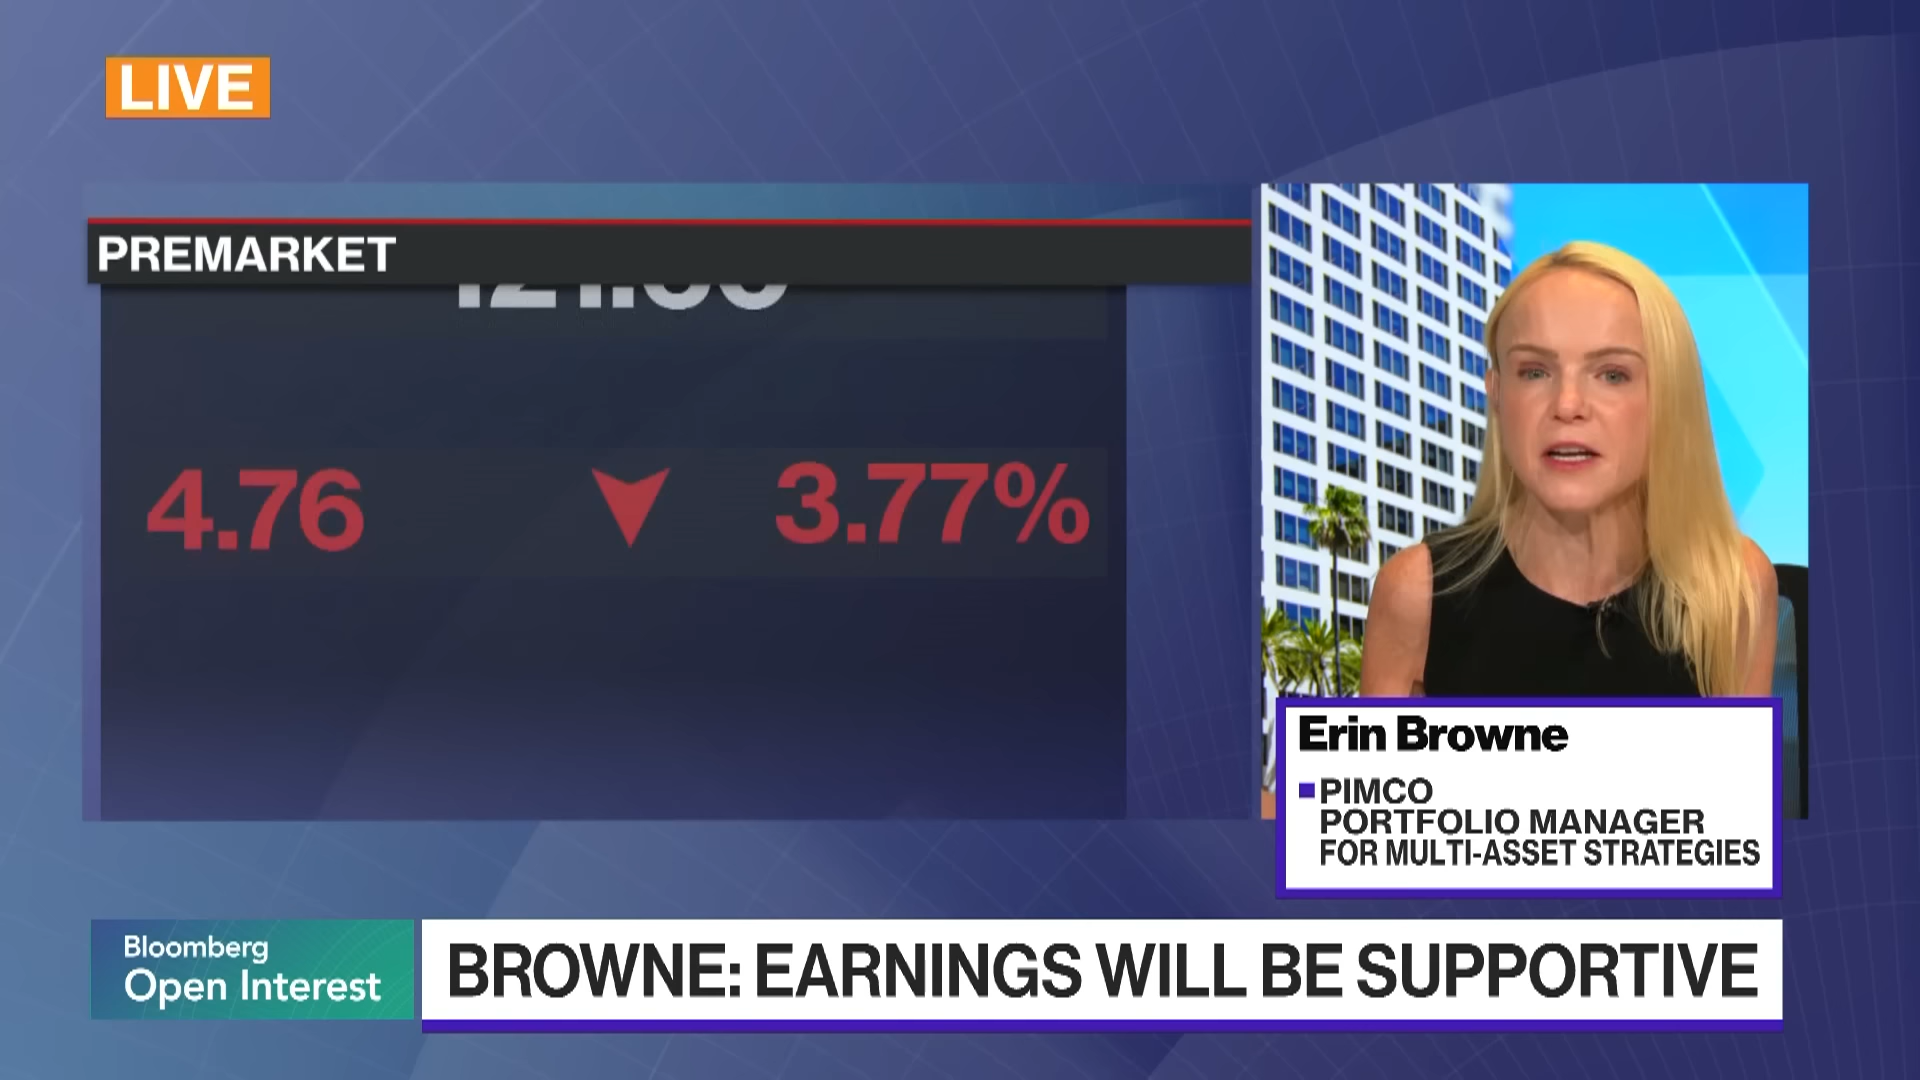 LIVE
PREMARKET
4.76
3.77%
Erin Browne
PIMCO
PORTFOLIO MANAGER
FOR MULTI-ASSET STRATEGIES
Bloomberg
Open Interest
BROWNE: EARNINGS WILL BE SUPPORTIVE